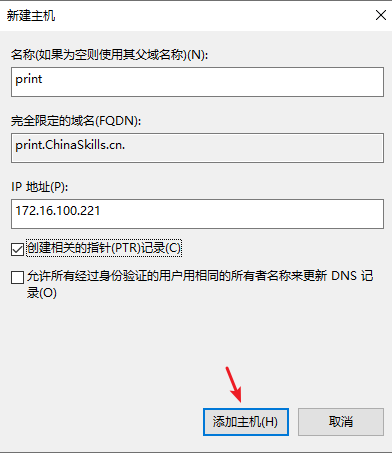 新建主机
名称(如果为空则使用其父域名称)(N):
print
完全限定的域名(FQDN):
print.ChinaSkills.cn.
IP 地址(P):
172.16.100.221
创建相关的指针(PTR)记录(C)
允许所有经过身份验证的用户用相同的所有者名称来更新 DNS 记
录(O)
添加主机(H)
取消